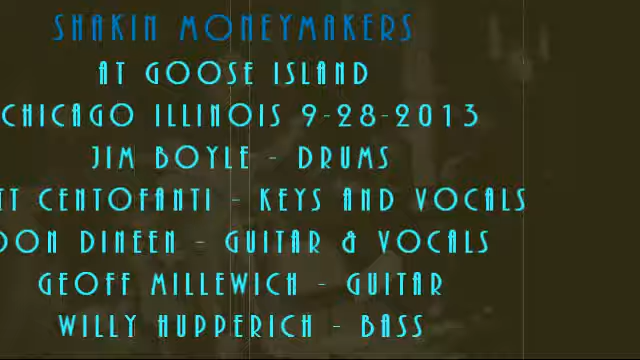 SHAKIN MONEYMAKERS
AT GOOSE ISLAND
CHICAGO ILLINOIS 9-28-2013
JIM BOYLE - DRUMS
CENTOFANTI - KEYS AND VOCALS
DINEEN - GUITAR & VOCALS
GEOFF MILLEWICH - GUITAR
WILLY HUPPERICH - BASS